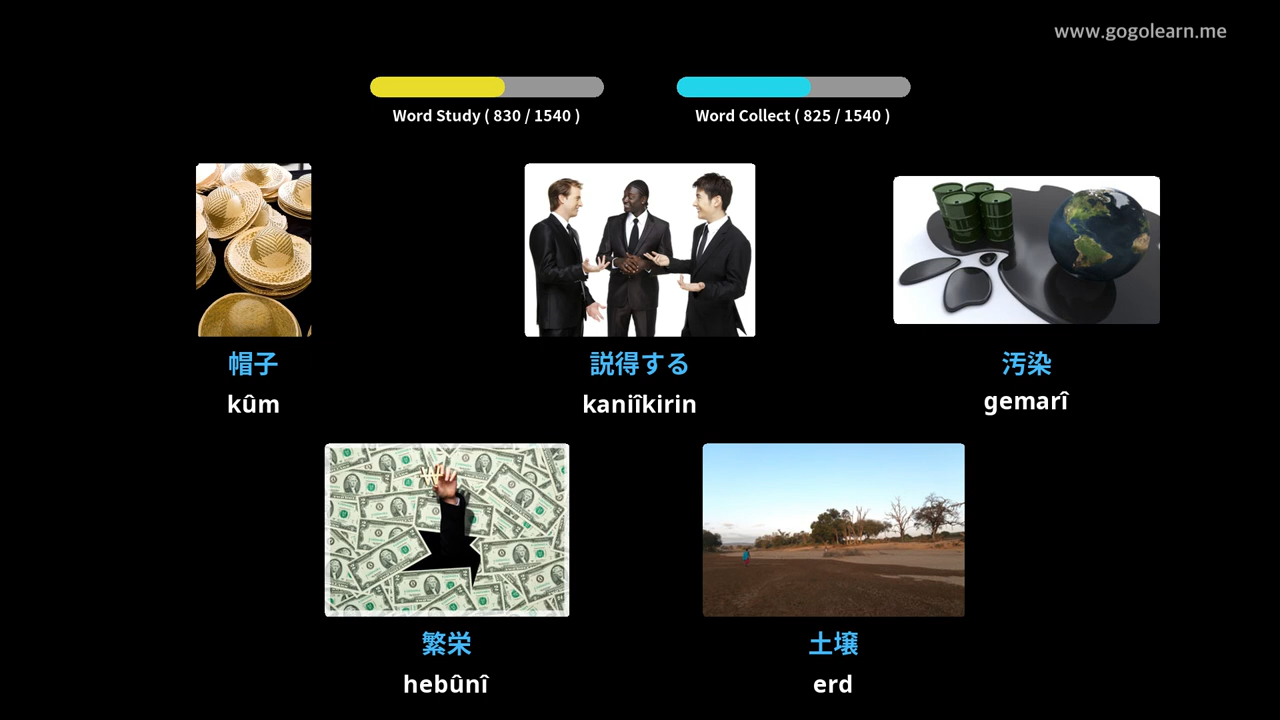 www.gogolearn.me
Word Study ( 830 / 1540 )
Word Collect ( 825 / 1540 )
帽子
kûm
説得する
kaniîkirin
汚染
gemarî
繁栄
hebûnî
土壌
erd